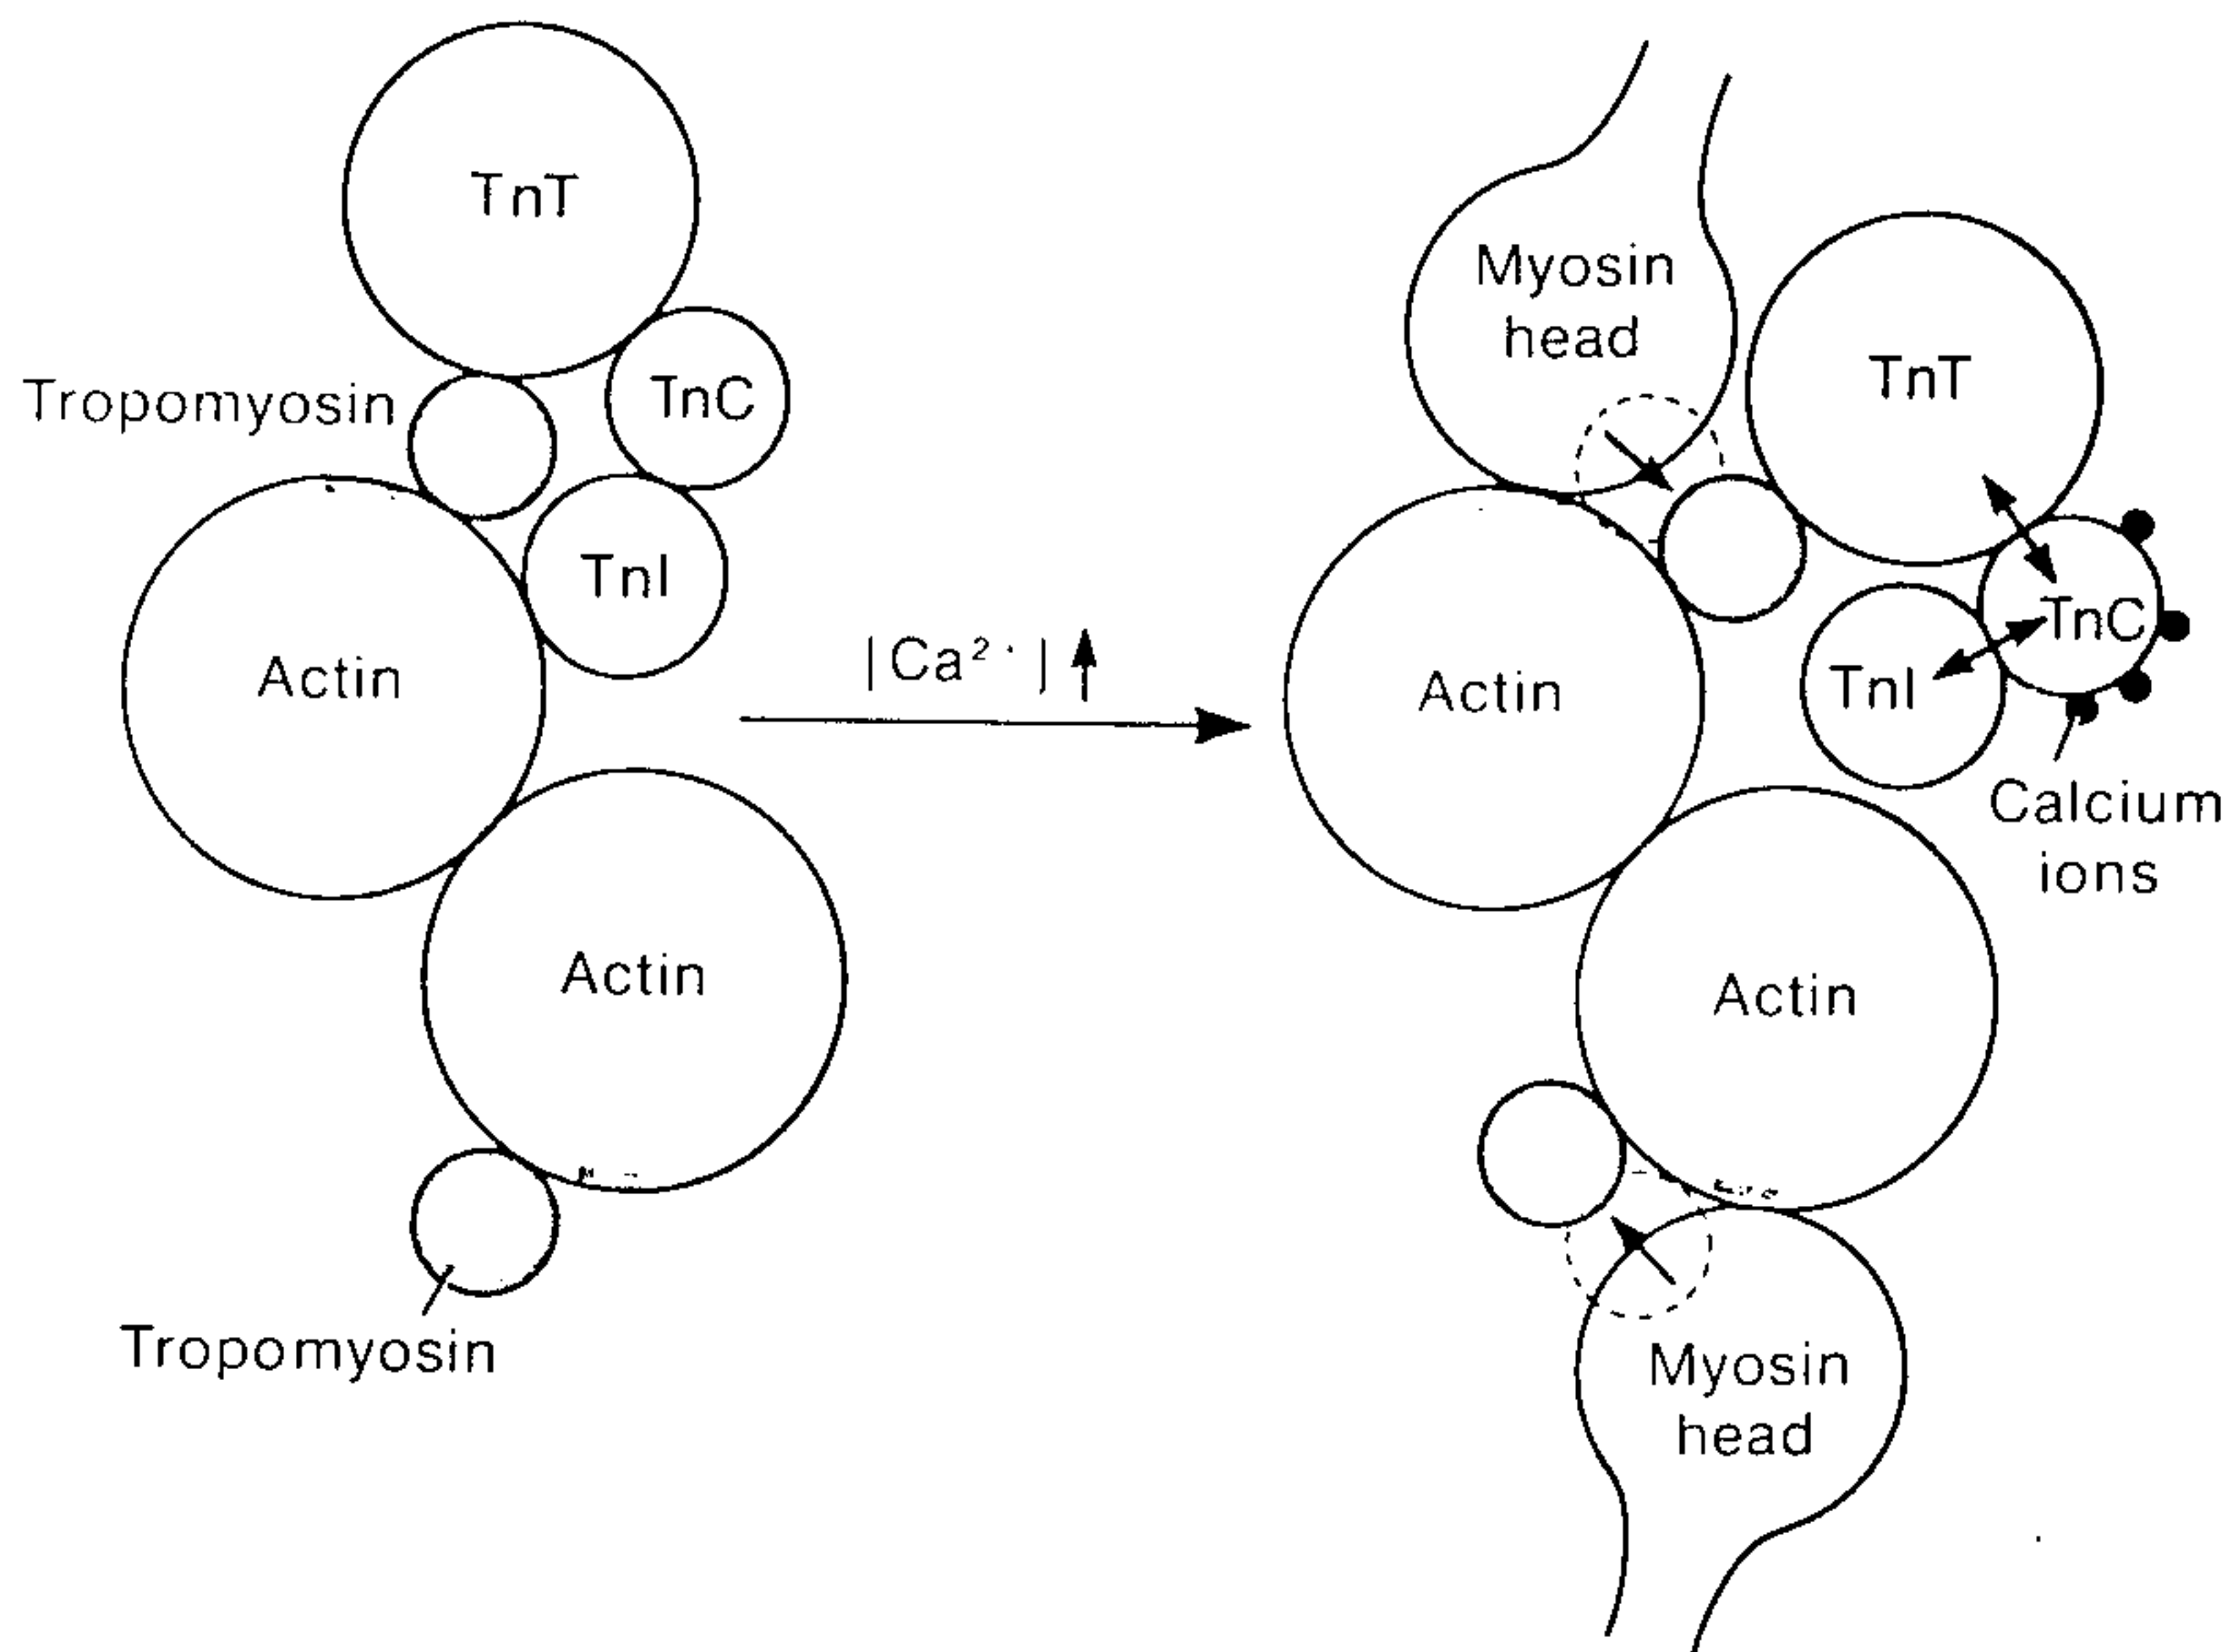 TnT
Tropomyosin
TnC
TnI
Actin
Actin
Tropomyosin
[Ca²⁺]
Myosin
head
TnT
TnC
TnI
Actin
Calcium
ions
Actin
Myosin
head